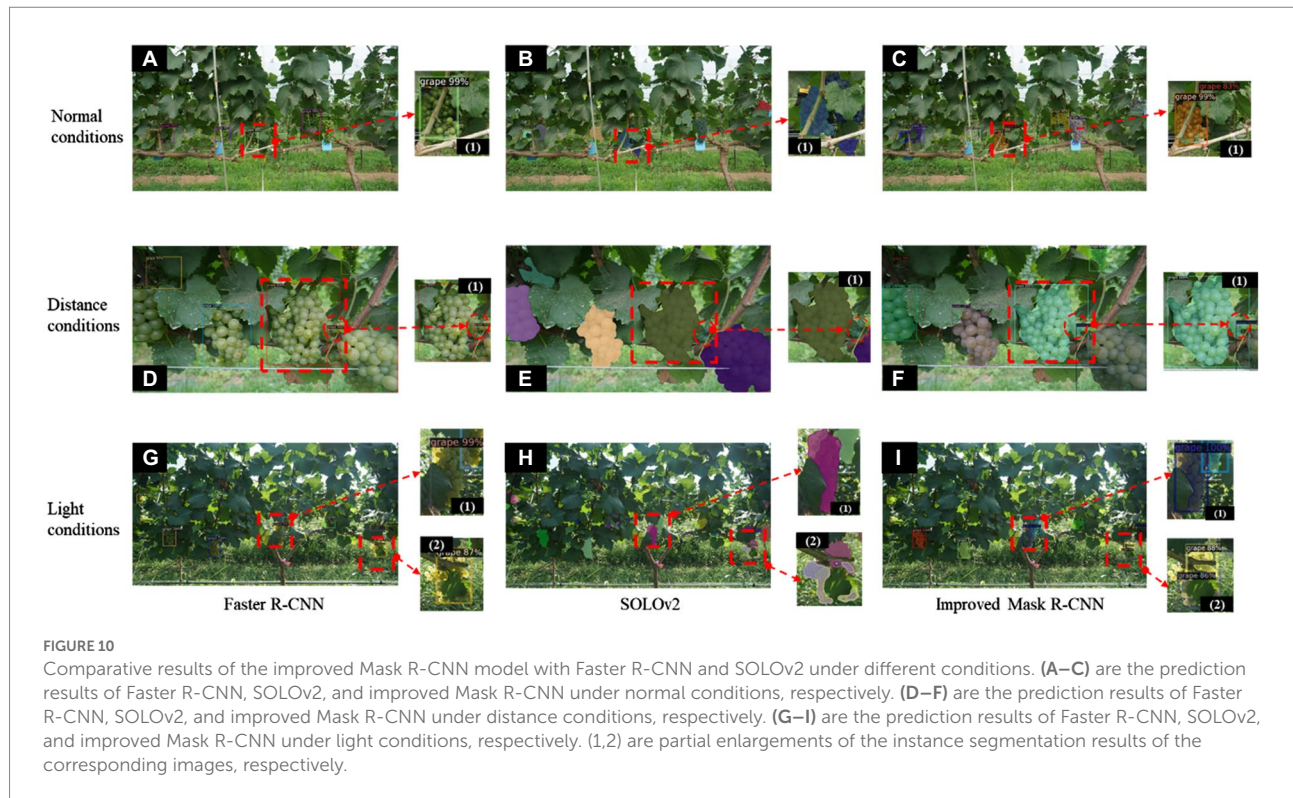 A
B
C
Normal
conditions
grape 99%
(1)
(1)
grape 83%
grape 99%
(1)
Distance
conditions
D
(1)
E
(1)
F
(1)
Light
conditions
G
grape 99%
(1)
(2)
grape 87%
H
(1)
(2)
I
grape 100%
(1)
grape 88%
grape 86%
(2)
Faster R-CNN
SOLOv2
Improved Mask R-CNN
FIGURE 10
Comparative results of the improved Mask R-CNN model with Faster R-CNN and SOLOv2 under different conditions. (A–C) are the prediction
results of Faster R-CNN, SOLOv2, and improved Mask R-CNN under normal conditions, respectively. (D–F) are the prediction results of Faster
R-CNN, SOLOv2, and improved Mask R-CNN under distance conditions, respectively. (G–I) are the prediction results of Faster R-CNN, SOLOv2,
and improved Mask R-CNN under light conditions, respectively. (1,2) are partial enlargements of the instance segmentation results of the
corresponding images, respectively.